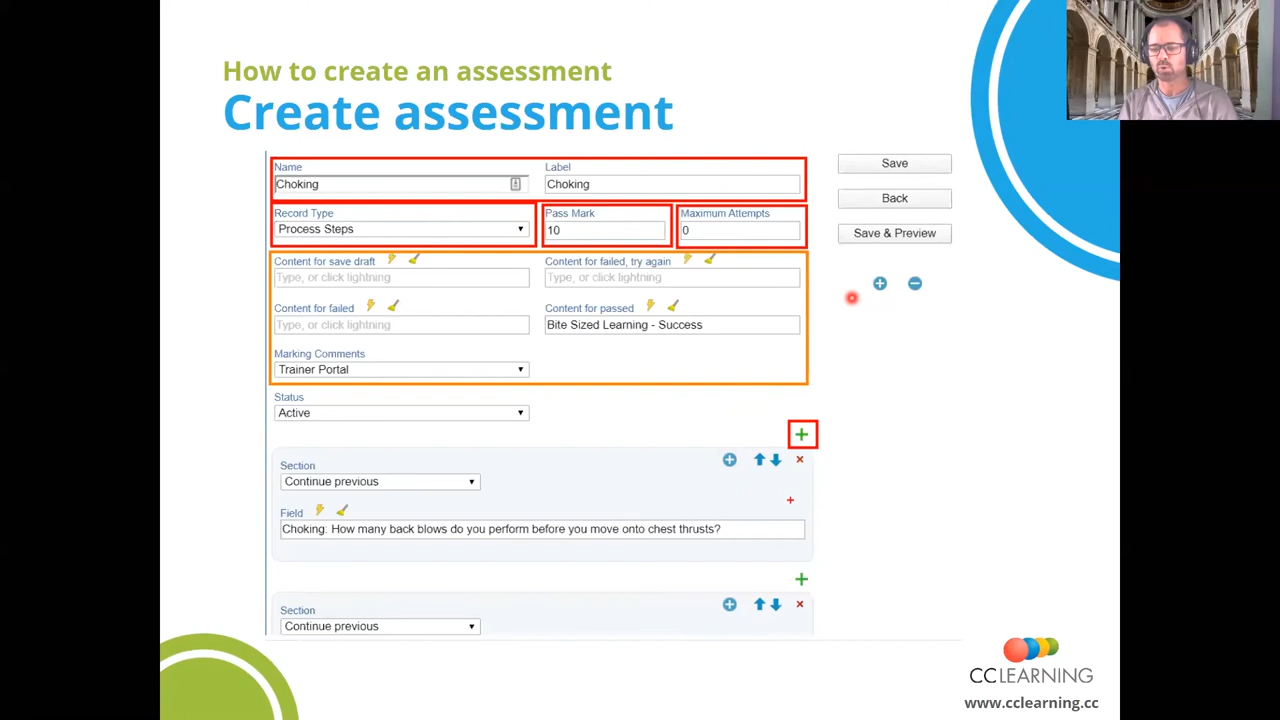 How to create an assessment
Create assessment
Name
Label
Choking
Choking
Record Type
Pass Mark
Maximum Attempts
Process Steps
10
0
Content for save draft
Content for failed, try again
Type, or click lightning
Type, or click lightning
Content for failed
Content for passed
Type, or click lightning
Bite Sized Learning - Success
Marking Comments
Trainer Portal
Status
Active
Section
Continue previous
Field
Choking: How many back blows do you perform before you move onto chest thrusts?
Section
Continue previous
Save
Back
Save & Preview
CCLEARNING
www.cclearning.cc